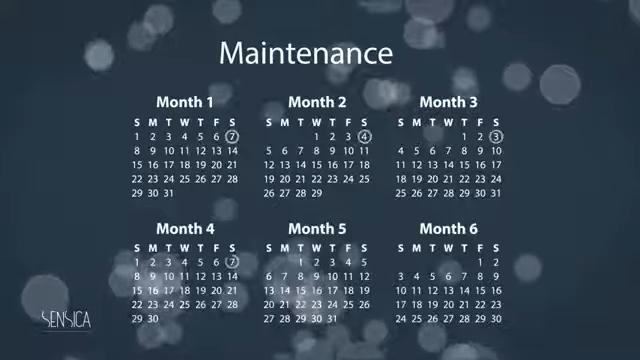 Maintenance
Month 1
S M T W T F S
1 2 3 4 5 6 7
8 9 10 11 12 13 14
15 16 17 18 19 20 21
22 23 24 25 26 27 28
29 30 31
Month 2
S M T W T F S
1 2 3 4
5 6 7 8 9 10 11
12 13 14 15 16 17 18
19 20 21 22 23 24 25
26 27 28 29
Month 3
S M T W T F S
1 2 3
4 5 6 7 8 9 10
11 12 13 14 15 16 17
18 19 20 21 22 23 24
25 26 27 28 29 30 31
Month 4
S M T W T F S
1 2 3 4 5 6 7
8 9 10 11 12 13 14
15 16 17 18 19 20 21
22 23 24 25 26 27 28
29 30
Month 5
S M T W T F S
1 2 3 4 5
6 7 8 9 10 11 12
13 14 15 16 17 18 19
20 21 22 23 24 25 26
27 28 29 30 31
Month 6
S M T W T F S
1 2
3 4 5 6 7 8 9
10 11 12 13 14 15 16
17 18 19 20 21 22 23
24 25 26 27 28 29 30
SENSICA